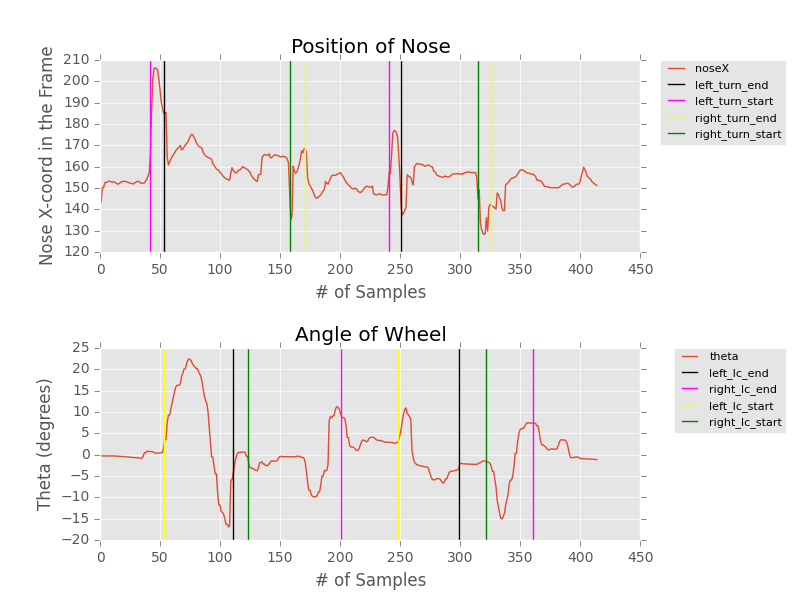 Position of Nose
210
200
190
180
170
160
150
140
130
120
Nose X-coord in the Frame
0 50 100 150 200 250 300 350 400 450
# of Samples
noseX
left_turn_end
left_turn_start
right_turn_end
right_turn_start
Angle of Wheel
25
20
15
10
5
0
−5
−10
−15
−20
Theta (degrees)
0 50 100 150 200 250 300 350 400 450
# of Samples
theta
left_lc_end
right_lc_end
left_lc_start
right_lc_start